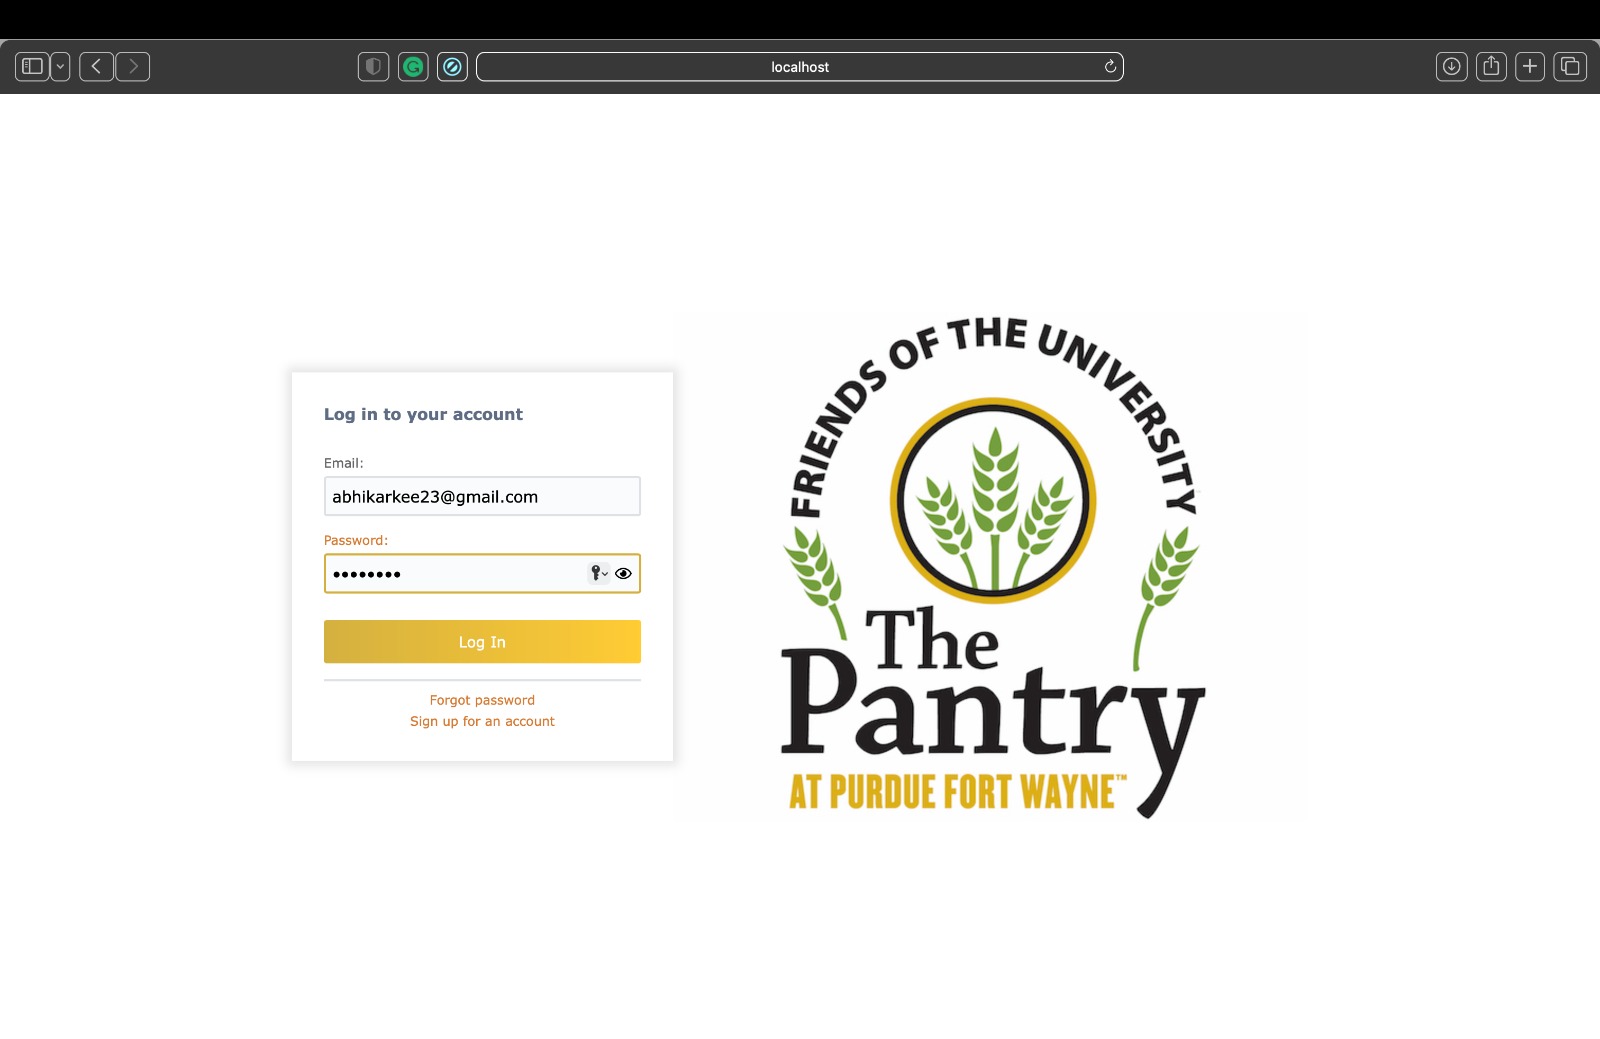 localhost
Log in to your account
Email:
abhikarkee23@gmail.com
Password:
••••••••
Log In
Forgot password
Sign up for an account
FRIENDS OF THE UNIVERSITY
The
Pantry
AT PURDUE FORT WAYNE™